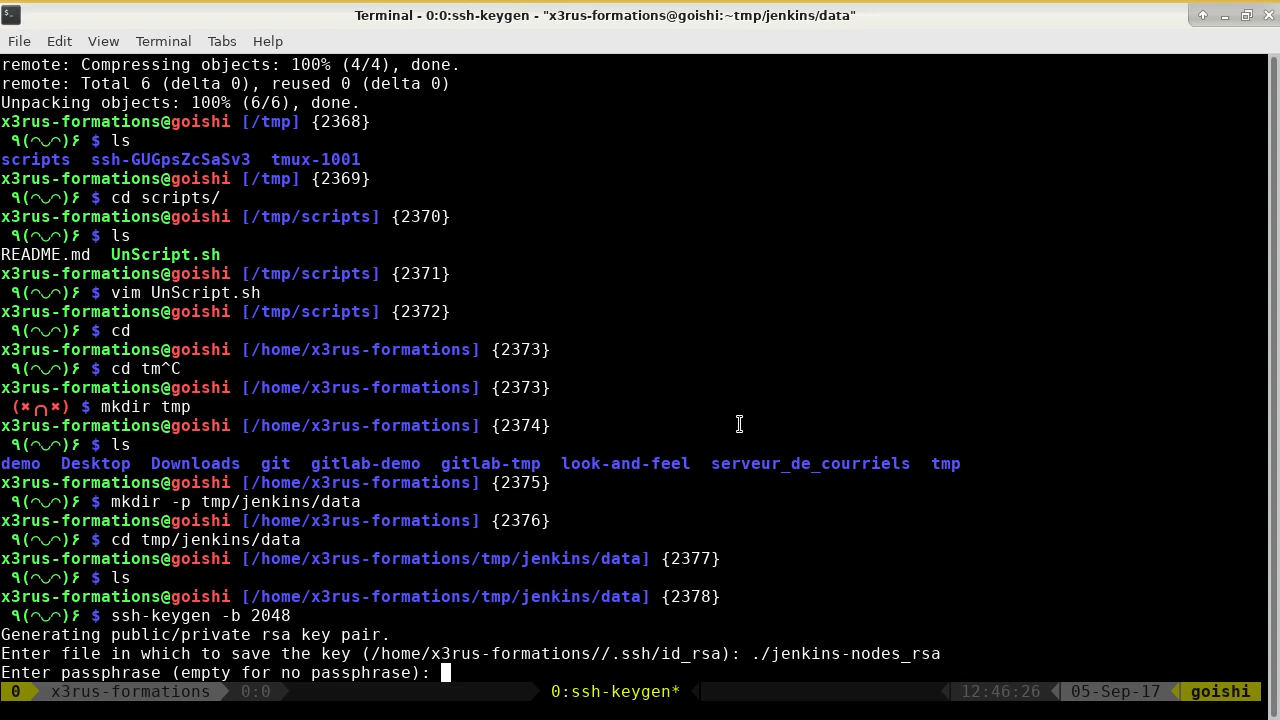 Terminal - 0:0:ssh-keygen - "x3rus-formations@goishi:~tmp/jenkins/data"
File Edit View Terminal Tabs Help
remote: Compressing objects: 100% (4/4), done.
remote: Total 6 (delta 0), reused 0 (delta 0)
Unpacking objects: 100% (6/6), done.
x3rus-formations@goishi [/tmp] {2368}
٩(◠‿◠)۶ $ ls
scripts  ssh-GUGpsZcSaSv3  tmux-1001
x3rus-formations@goishi [/tmp] {2369}
٩(◠‿◠)۶ $ cd scripts/
x3rus-formations@goishi [/tmp/scripts] {2370}
٩(◠‿◠)۶ $ ls
README.md  UnScript.sh
x3rus-formations@goishi [/tmp/scripts] {2371}
٩(◠‿◠)۶ $ vim UnScript.sh
x3rus-formations@goishi [/tmp/scripts] {2372}
٩(◠‿◠)۶ $ cd
x3rus-formations@goishi [/home/x3rus-formations] {2373}
٩(◠‿◠)۶ $ cd tm^C
x3rus-formations@goishi [/home/x3rus-formations] {2373}
(✖╭╮✖) $ mkdir tmp
x3rus-formations@goishi [/home/x3rus-formations] {2374}
٩(◠‿◠)۶ $ ls
demo  Desktop  Downloads  git  gitlab-demo  gitlab-tmp  look-and-feel  serveur_de_courriels  tmp
x3rus-formations@goishi [/home/x3rus-formations] {2375}
٩(◠‿◠)۶ $ mkdir -p tmp/jenkins/data
x3rus-formations@goishi [/home/x3rus-formations] {2376}
٩(◠‿◠)۶ $ cd tmp/jenkins/data
x3rus-formations@goishi [/home/x3rus-formations/tmp/jenkins/data] {2377}
٩(◠‿◠)۶ $ ls
x3rus-formations@goishi [/home/x3rus-formations/tmp/jenkins/data] {2378}
٩(◠‿◠)۶ $ ssh-keygen -b 2048
Generating public/private rsa key pair.
Enter file in which to save the key (/home/x3rus-formations//.ssh/id_rsa): ./jenkins-nodes_rsa
Enter passphrase (empty for no passphrase):
0 x3rus-formations 0:0 0:ssh-keygen* 12:46:26 05-Sep-17 goishi